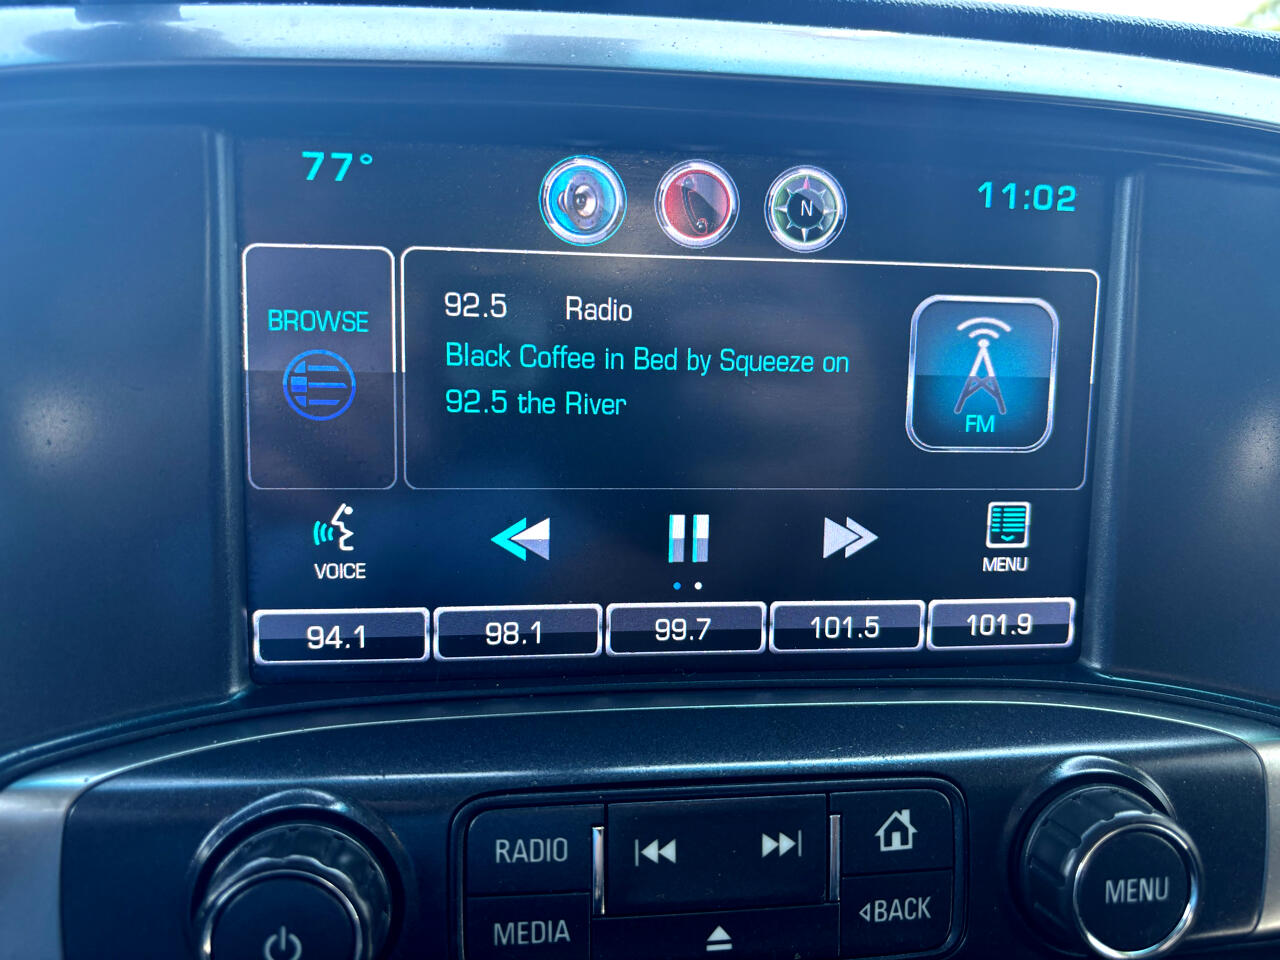 77°
N
11:02
BROWSE
92.5 Radio
Black Coffee in Bed by Squeeze on
92.5 the River
FM
VOICE
MENU
94.1 98.1 99.7 101.5 101.9
RADIO
MEDIA
BACK
MENU